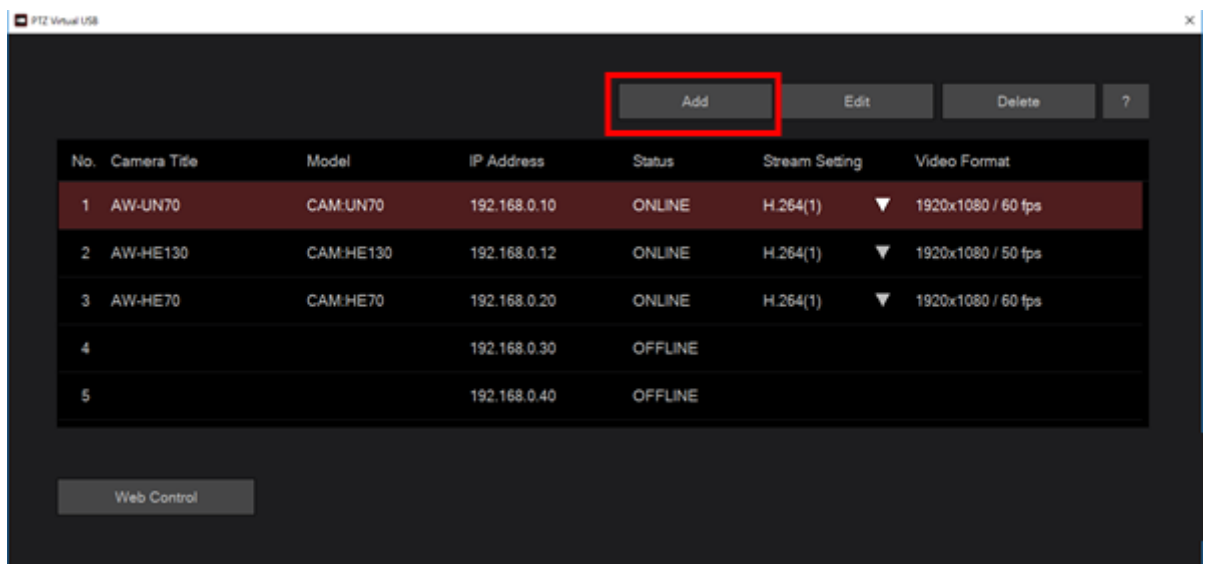 PTZ Virtual USB
Add Edit Delete ?
No. Camera Title Model IP Address Status Stream Setting Video Format
1 AW-UN70 CAM:UN70 192.168.0.10 ONLINE H.264(1) 1920x1080 / 60 fps
2 AW-HE130 CAM:HE130 192.168.0.12 ONLINE H.264(1) 1920x1080 / 50 fps
3 AW-HE70 CAM:HE70 192.168.0.20 ONLINE H.264(1) 1920x1080 / 60 fps
4 192.168.0.30 OFFLINE
5 192.168.0.40 OFFLINE
Web Control